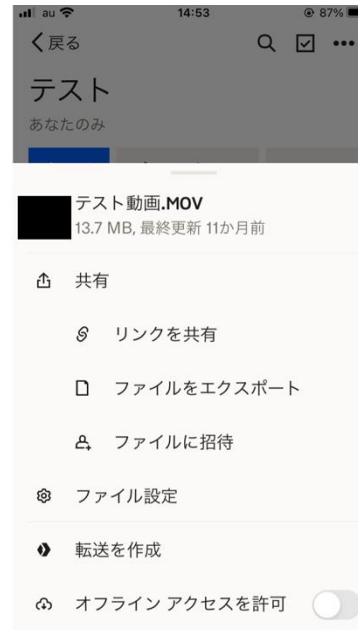 au 14:53 87%
戻る
テスト
あなたのみ
テスト動画.MOV
13.7 MB, 最終更新 11か月前
共有
リンクを共有
ファイルをエクスポート
ファイルに招待
ファイル設定
転送を作成
オフライン アクセスを許可